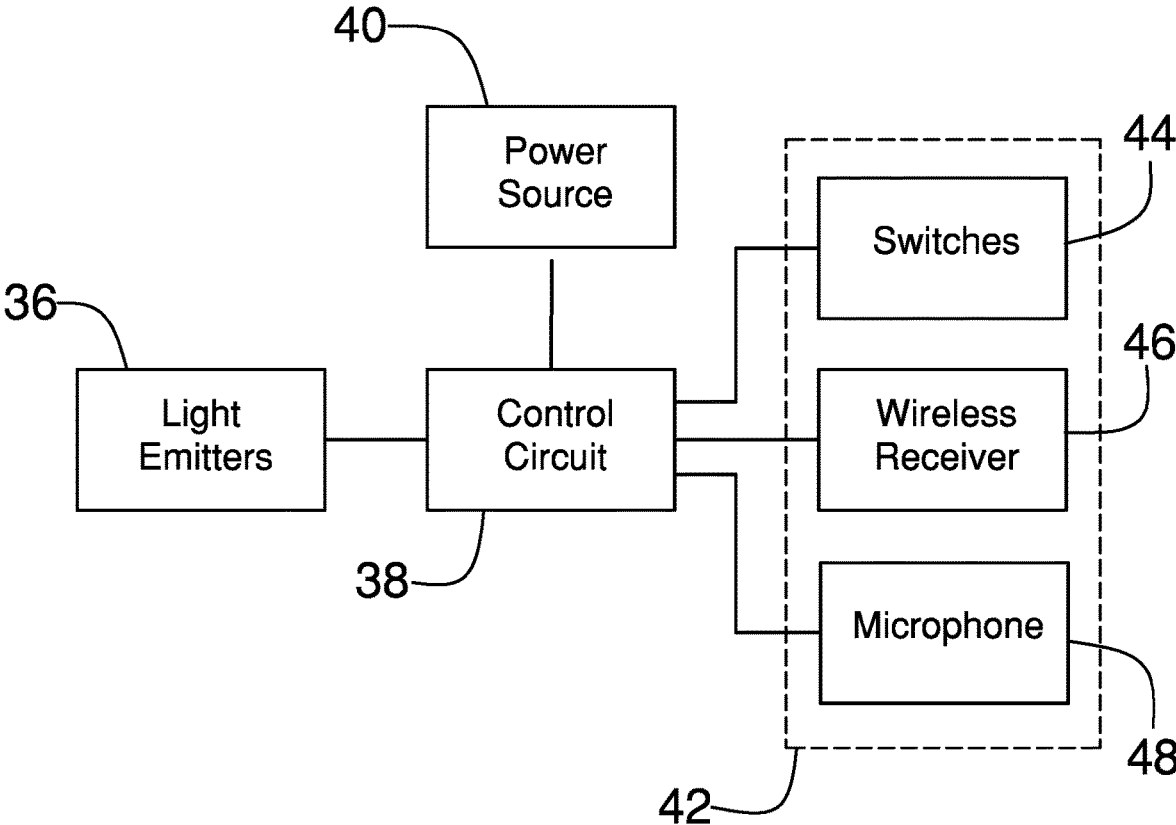 40
Power
Source
44
Switches
36
Light
Emitters
Control
Circuit
46
Wireless
Receiver
38
Microphone
48
42